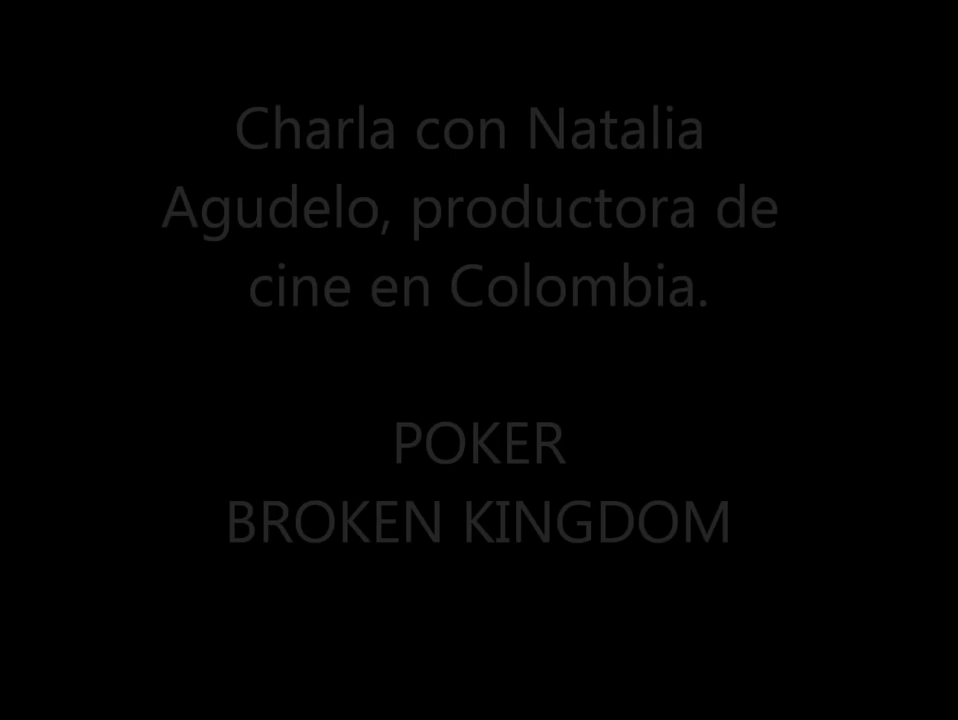 Charla con Natalia
Agudelo, productora de
cine en Colombia.
POKER
BROKEN KINGDOM